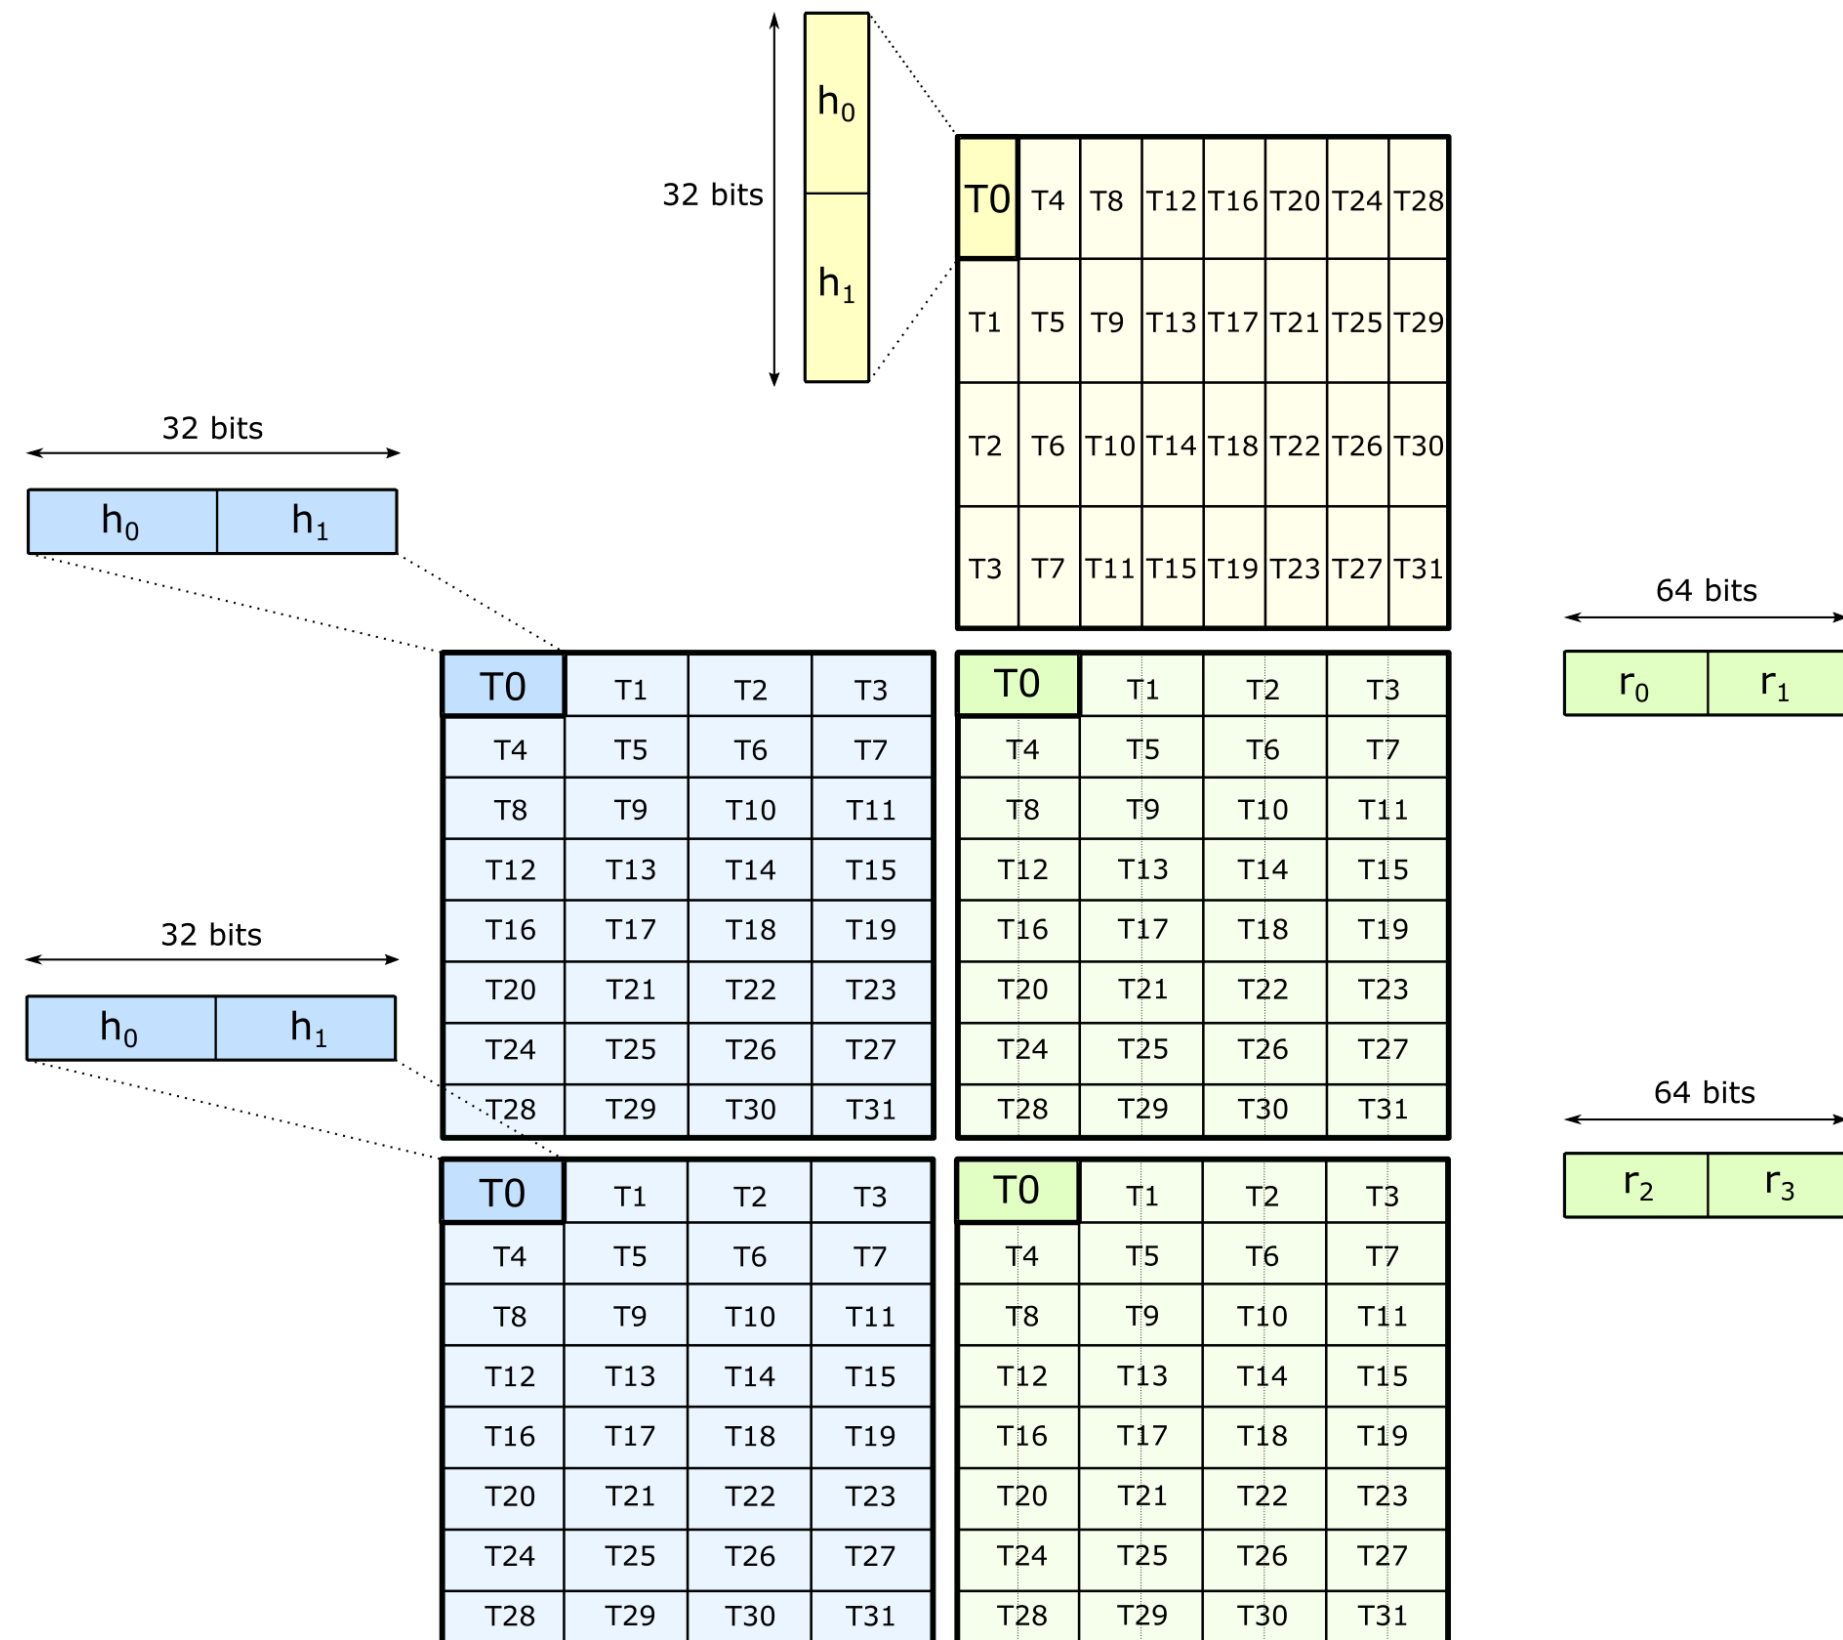 h₀
32 bits
h₁
T0 T4 T8 T12 T16 T20 T24 T28
T1 T5 T9 T13 T17 T21 T25 T29
T2 T6 T10 T14 T18 T22 T26 T30
T3 T7 T11 T15 T19 T23 T27 T31
32 bits
h₀ h₁
64 bits
r₀ r₁
T0 T1 T2 T3 T0 T1 T2 T3
T4 T5 T6 T7 T4 T5 T6 T7
T8 T9 T10 T11 T8 T9 T10 T11
T12 T13 T14 T15 T12 T13 T14 T15
T16 T17 T18 T19 T16 T17 T18 T19
T20 T21 T22 T23 T20 T21 T22 T23
T24 T25 T26 T27 T24 T25 T26 T27
T28 T29 T30 T31 T28 T29 T30 T31
32 bits
h₀ h₁
64 bits
r₂ r₃
T0 T1 T2 T3 T0 T1 T2 T3
T4 T5 T6 T7 T4 T5 T6 T7
T8 T9 T10 T11 T8 T9 T10 T11
T12 T13 T14 T15 T12 T13 T14 T15
T16 T17 T18 T19 T16 T17 T18 T19
T20 T21 T22 T23 T20 T21 T22 T23
T24 T25 T26 T27 T24 T25 T26 T27
T28 T29 T30 T31 T28 T29 T30 T31